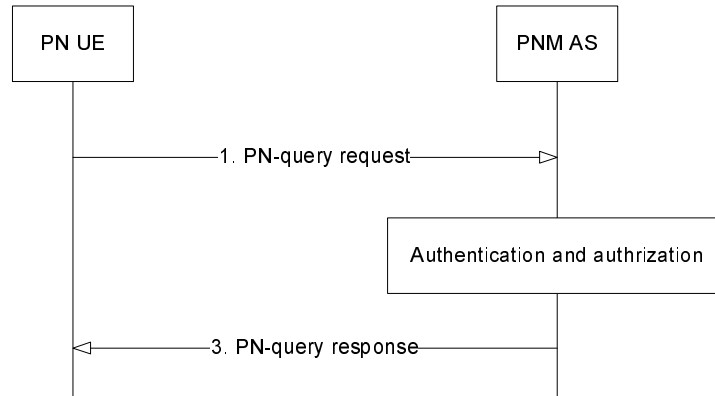 PN UE
PNM AS
1. PN-query request
Authentication and authrization
3. PN-query response